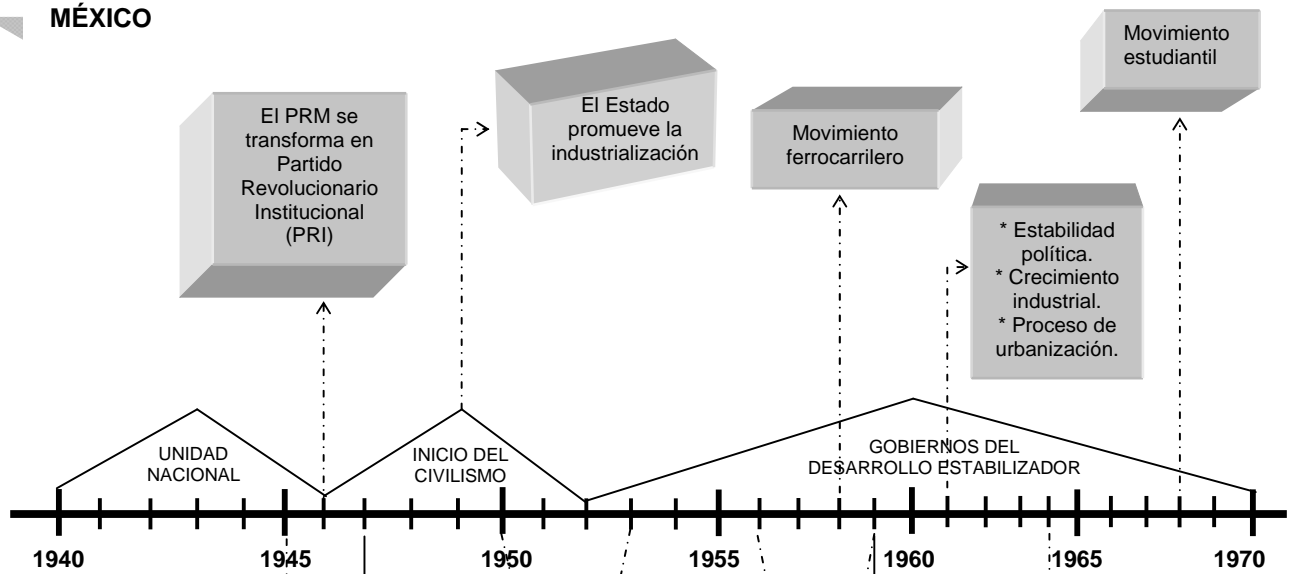 MÉXICO
El PRM se
transforma en
Partido
Revolucionario
Institucional
(PRI)
El Estado
promueve la
industrialización
Movimiento
ferrocarrilero
Movimiento
estudiantil
* Estabilidad
política.
* Crecimiento
industrial.
* Proceso de
urbanización.
UNIDAD
NACIONAL
INICIO DEL
CIVILISMO
GOBIERNOS DEL
DESARROLLO ESTABILIZADOR
1940 1945 1950 1955 1960 1965 1970